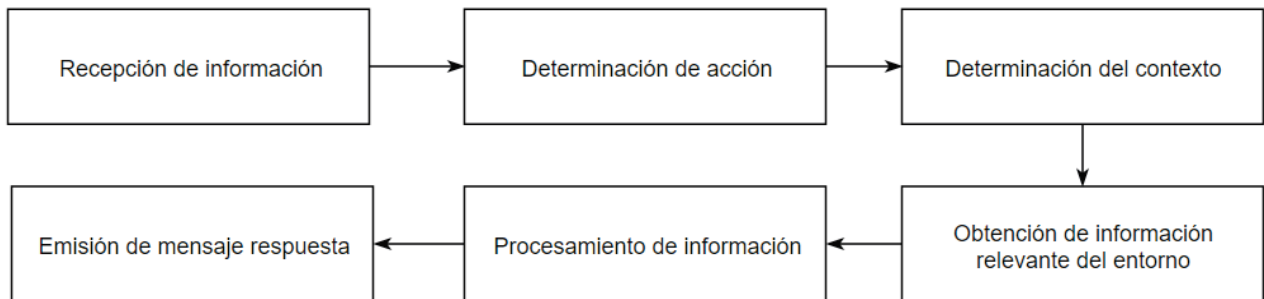 Recepción de información
Determinación de acción
Determinación del contexto
Obtención de información
relevante del entorno
Procesamiento de información
Emisión de mensaje respuesta